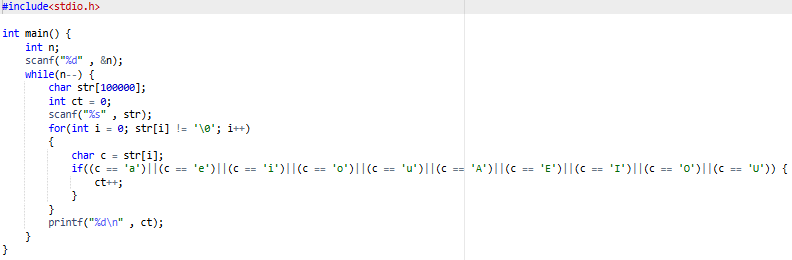 #include<stdio.h>
int main() {
int n;
scanf("%d" , &n);
while(n--) {
char str[100000];
int ct = 0;
scanf("%s" , str);
for(int i = 0; str[i] != '\0'; i++)
{
char c = str[i];
if((c == 'a')||(c == 'e')||(c == 'i')||(c == 'o')||(c == 'u')||(c == 'A')||(c == 'E')||(c == 'I')||(c == 'O')||(c == 'U')) {
ct++;
}
}
printf("%d\n" , ct);
}
}